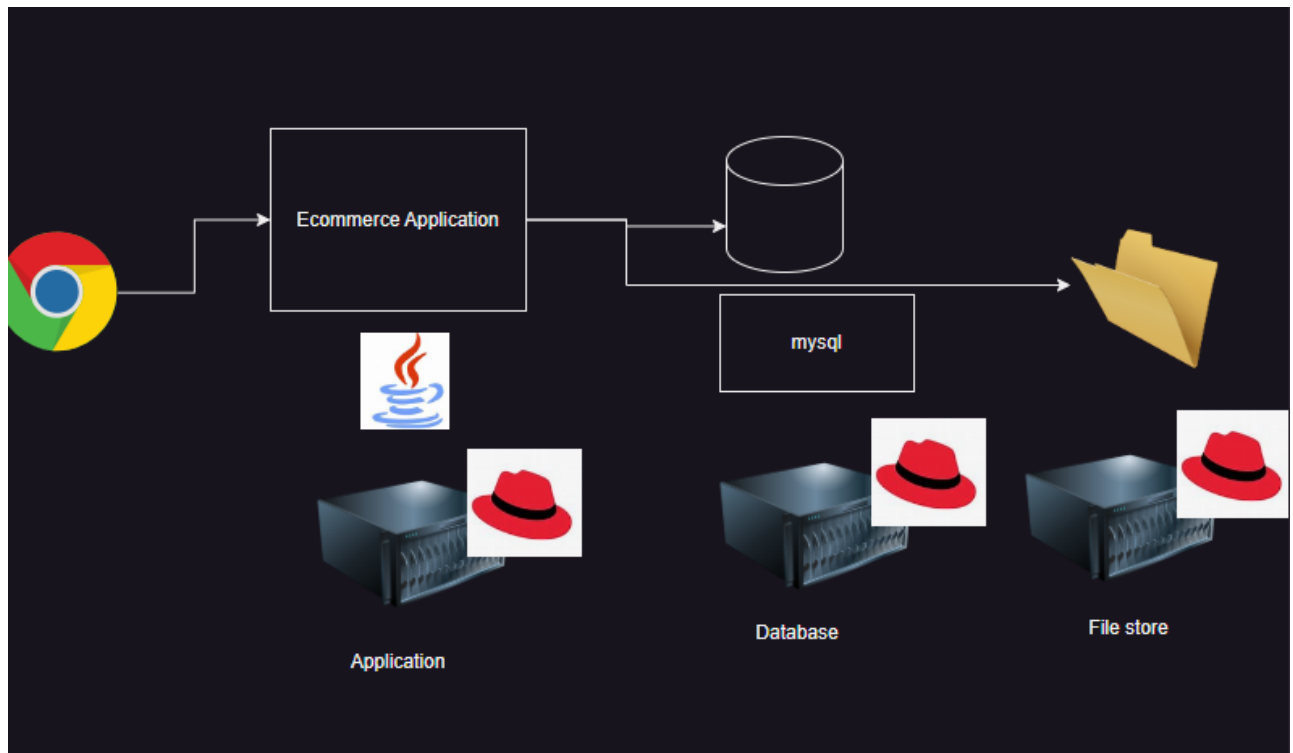 Ecommerce Application
mysql
Application
Database
File store